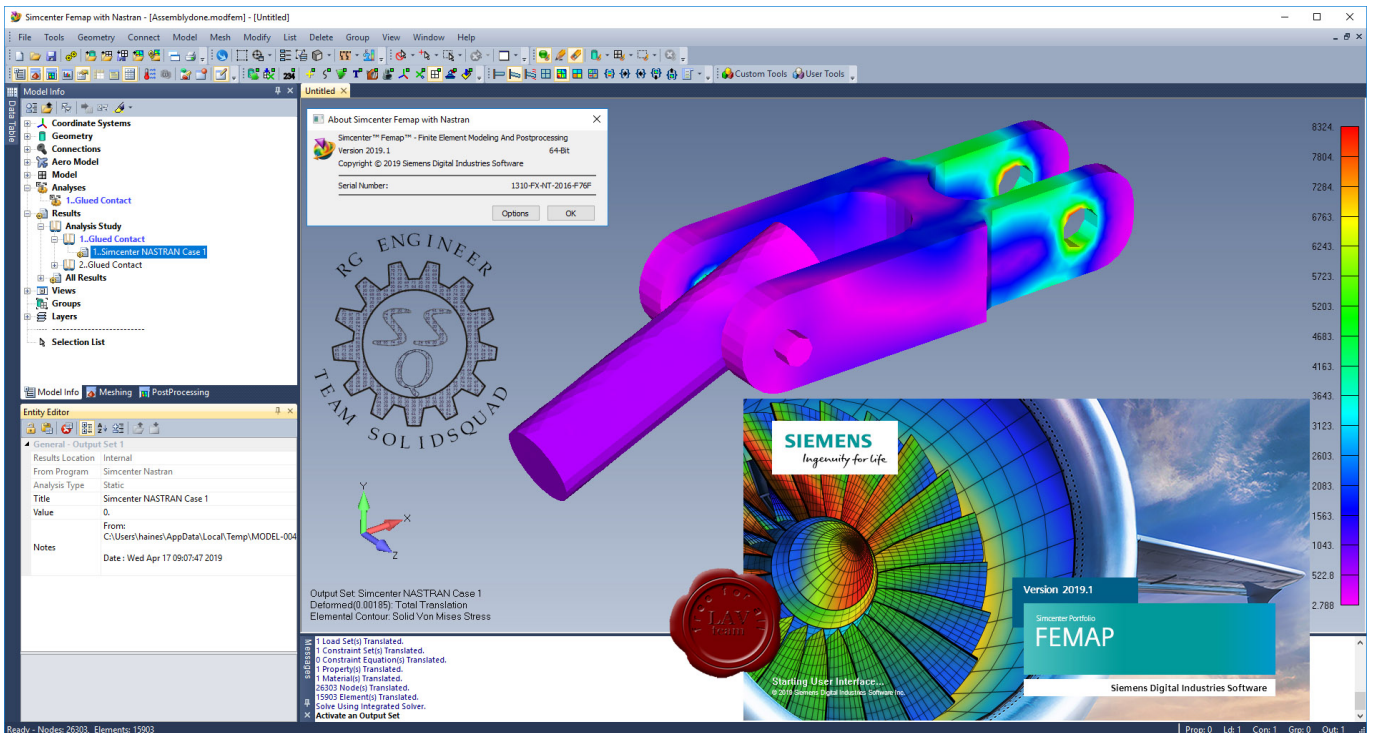 Simcenter Femap with Nastran - [Assemblydone.modfem] - [Untitled]
File Tools Geometry Connect Model Mesh Modify List Delete Group View Window Help
234
Custom Tools User Tools
Model Info
Data Table
Coordinate Systems
Geometry
Connections
Aero Model
Model
Analyses
1..Glued Contact
Results
Analysis Study
1..Glued Contact
1..Simcenter NASTRAN Case 1
2..Glued Contact
All Results
Views
Groups
Layers
Selection List
Model Info Meshing PostProcessing
Entity Editor
General - Output Set 1
Results Location Internal
From Program Simcenter Nastran
Analysis Type Static
Title Simcenter NASTRAN Case 1
Value 0.
Notes
From:
C:\Users\haines\AppData\Local\Temp\MODEL-004
Date : Wed Apr 17 09:07:47 2019
Untitled
About Simcenter Femap with Nastran
Simcenter™ Femap™ - Finite Element Modeling And Postprocessing
Version 2019.1 64-Bit
Copyright © 2019 Siemens Digital Industries Software
Serial Number: 1310-FX-NT-2016-F76F
Options OK
RG ENGINEER
SSQ
TEAM SOLIDSQUAD
Y
X
Z
Output Set: Simcenter NASTRAN Case 1
Deformed(0.00185): Total Translation
Elemental Contour: Solid Von Mises Stress
8324.
7804.
7284.
6763.
6243.
5723.
5203.
4683.
4163.
3643.
3123.
2603.
2083.
1563.
1043.
522.8
2.788
SIEMENS
Ingenuity for life
LAV
team
Version 2019.1
Simcenter Portfolio
FEMAP
Starting User Interface...
© 2019 Siemens Digital Industries Software Inc.
Siemens Digital Industries Software
Messages
1 Load Set(s) Translated.
1 Constraint Set(s) Translated.
0 Constraint Equation(s) Translated.
1 Property(s) Translated.
1 Material(s) Translated.
26303 Node(s) Translated.
15903 Element(s) Translated.
Solve Using Integrated Solver.
Activate an Output Set
Ready - Nodes: 26303, Elements: 15903
Prop: 0 Ld: 1 Con: 1 Grp: 0 Out: 1